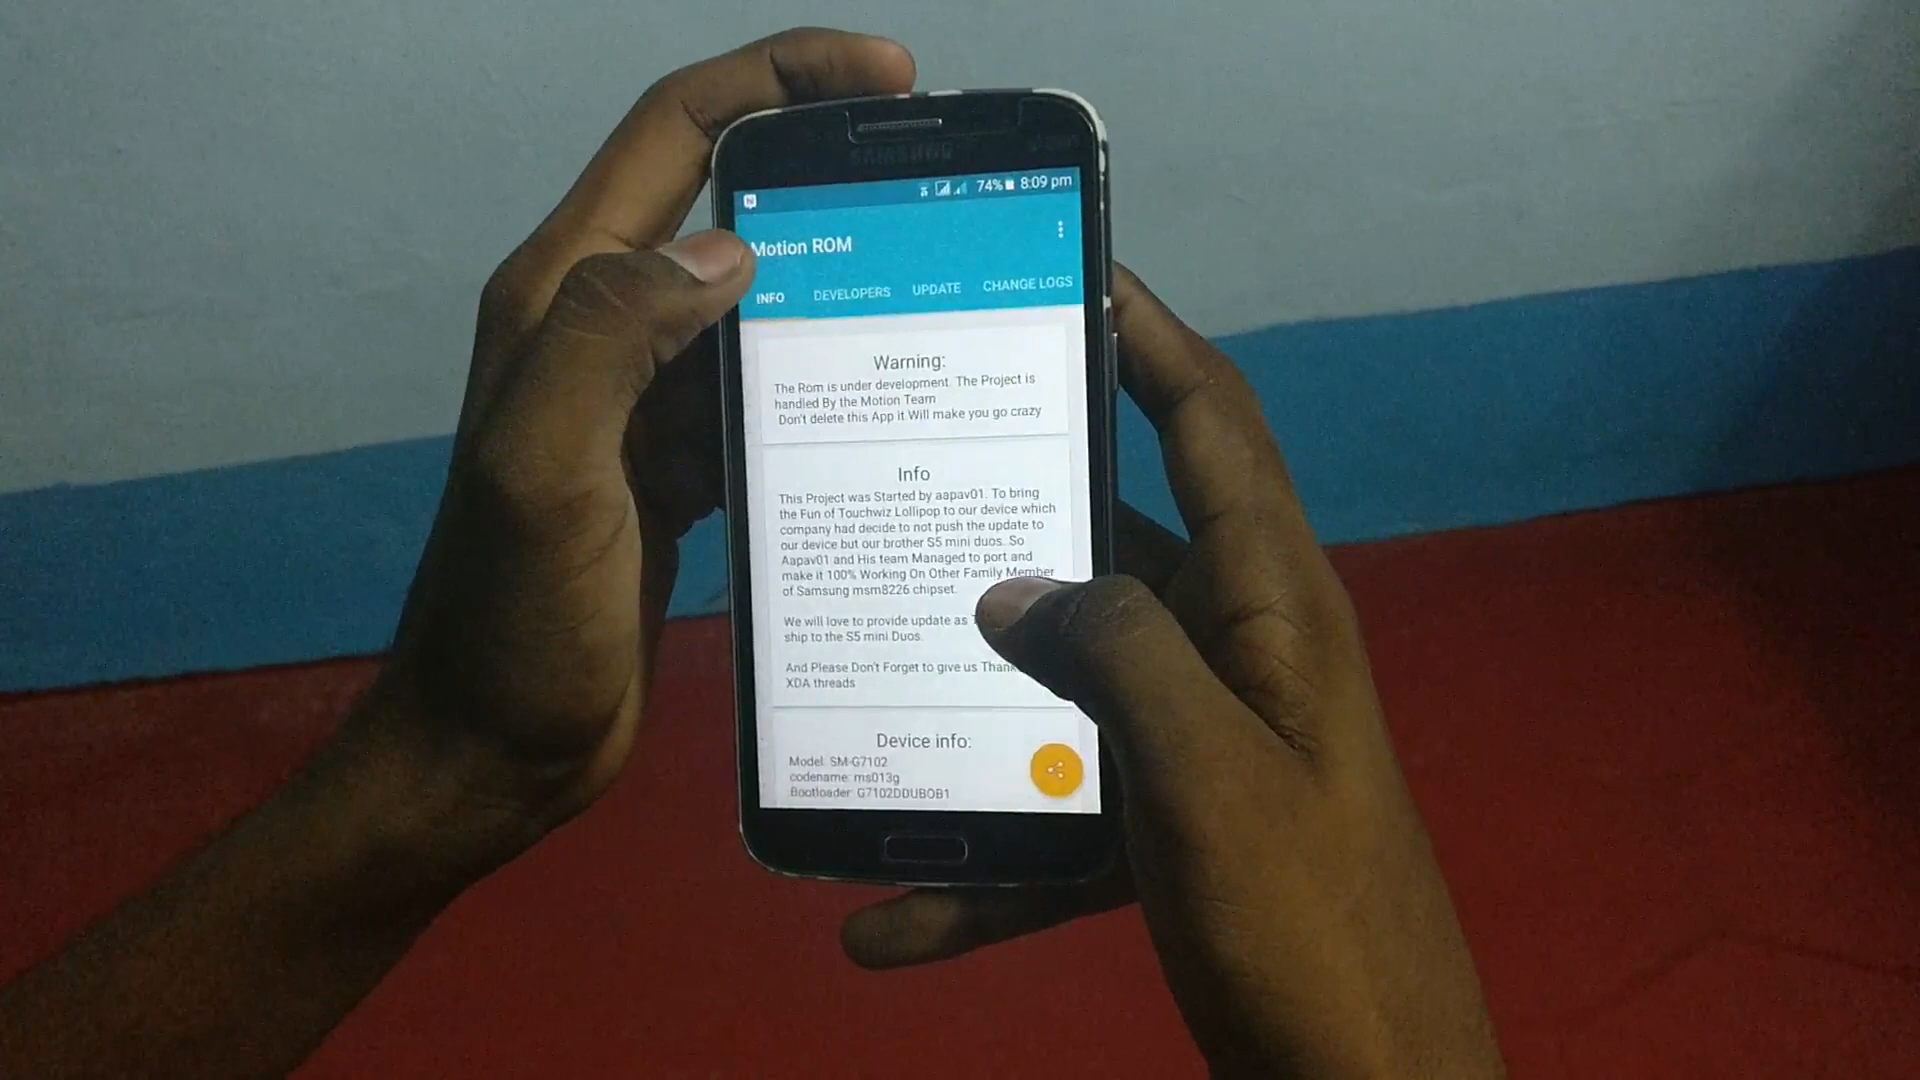 SAMSUNG
74% 8:09 pm
Motion ROM
INFO DEVELOPERS UPDATE CHANGE LOGS
Warning:
The Rom is under development. The Project is
handled By the Motion Team
Don't delete this App it Will make you go crazy
Info
This Project was Started by aapav01. To bring
the Fun of Touchwiz Lollipop to our device which
company had decide to not push the update to
our device but our brother S5 mini duos. So
Aapav01 and His team Managed to port and
make it 100% Working On Other Family Member
of Samsung msm8226 chipset.
We will love to provide update as
ship to the S5 mini Duos.
And Please Don't Forget to give us Thank
XDA threads
Device info:
Model: SM-G7102
codename: ms013g
Bootloader: G7102DDUBOB1